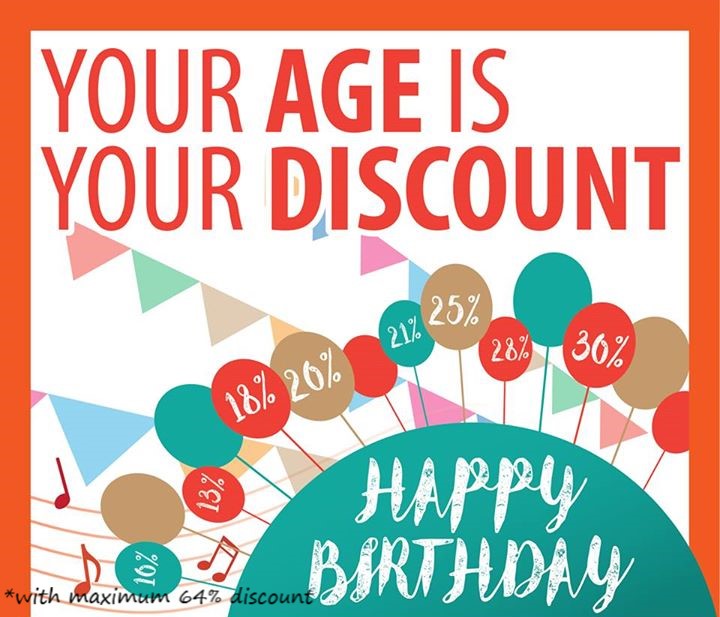 YOUR AGE IS
YOUR DISCOUNT
25%
21%
28%
30%
20%
18%
13%
16%
HAPPY
BIRTHDAY
*with maximum 64% discount